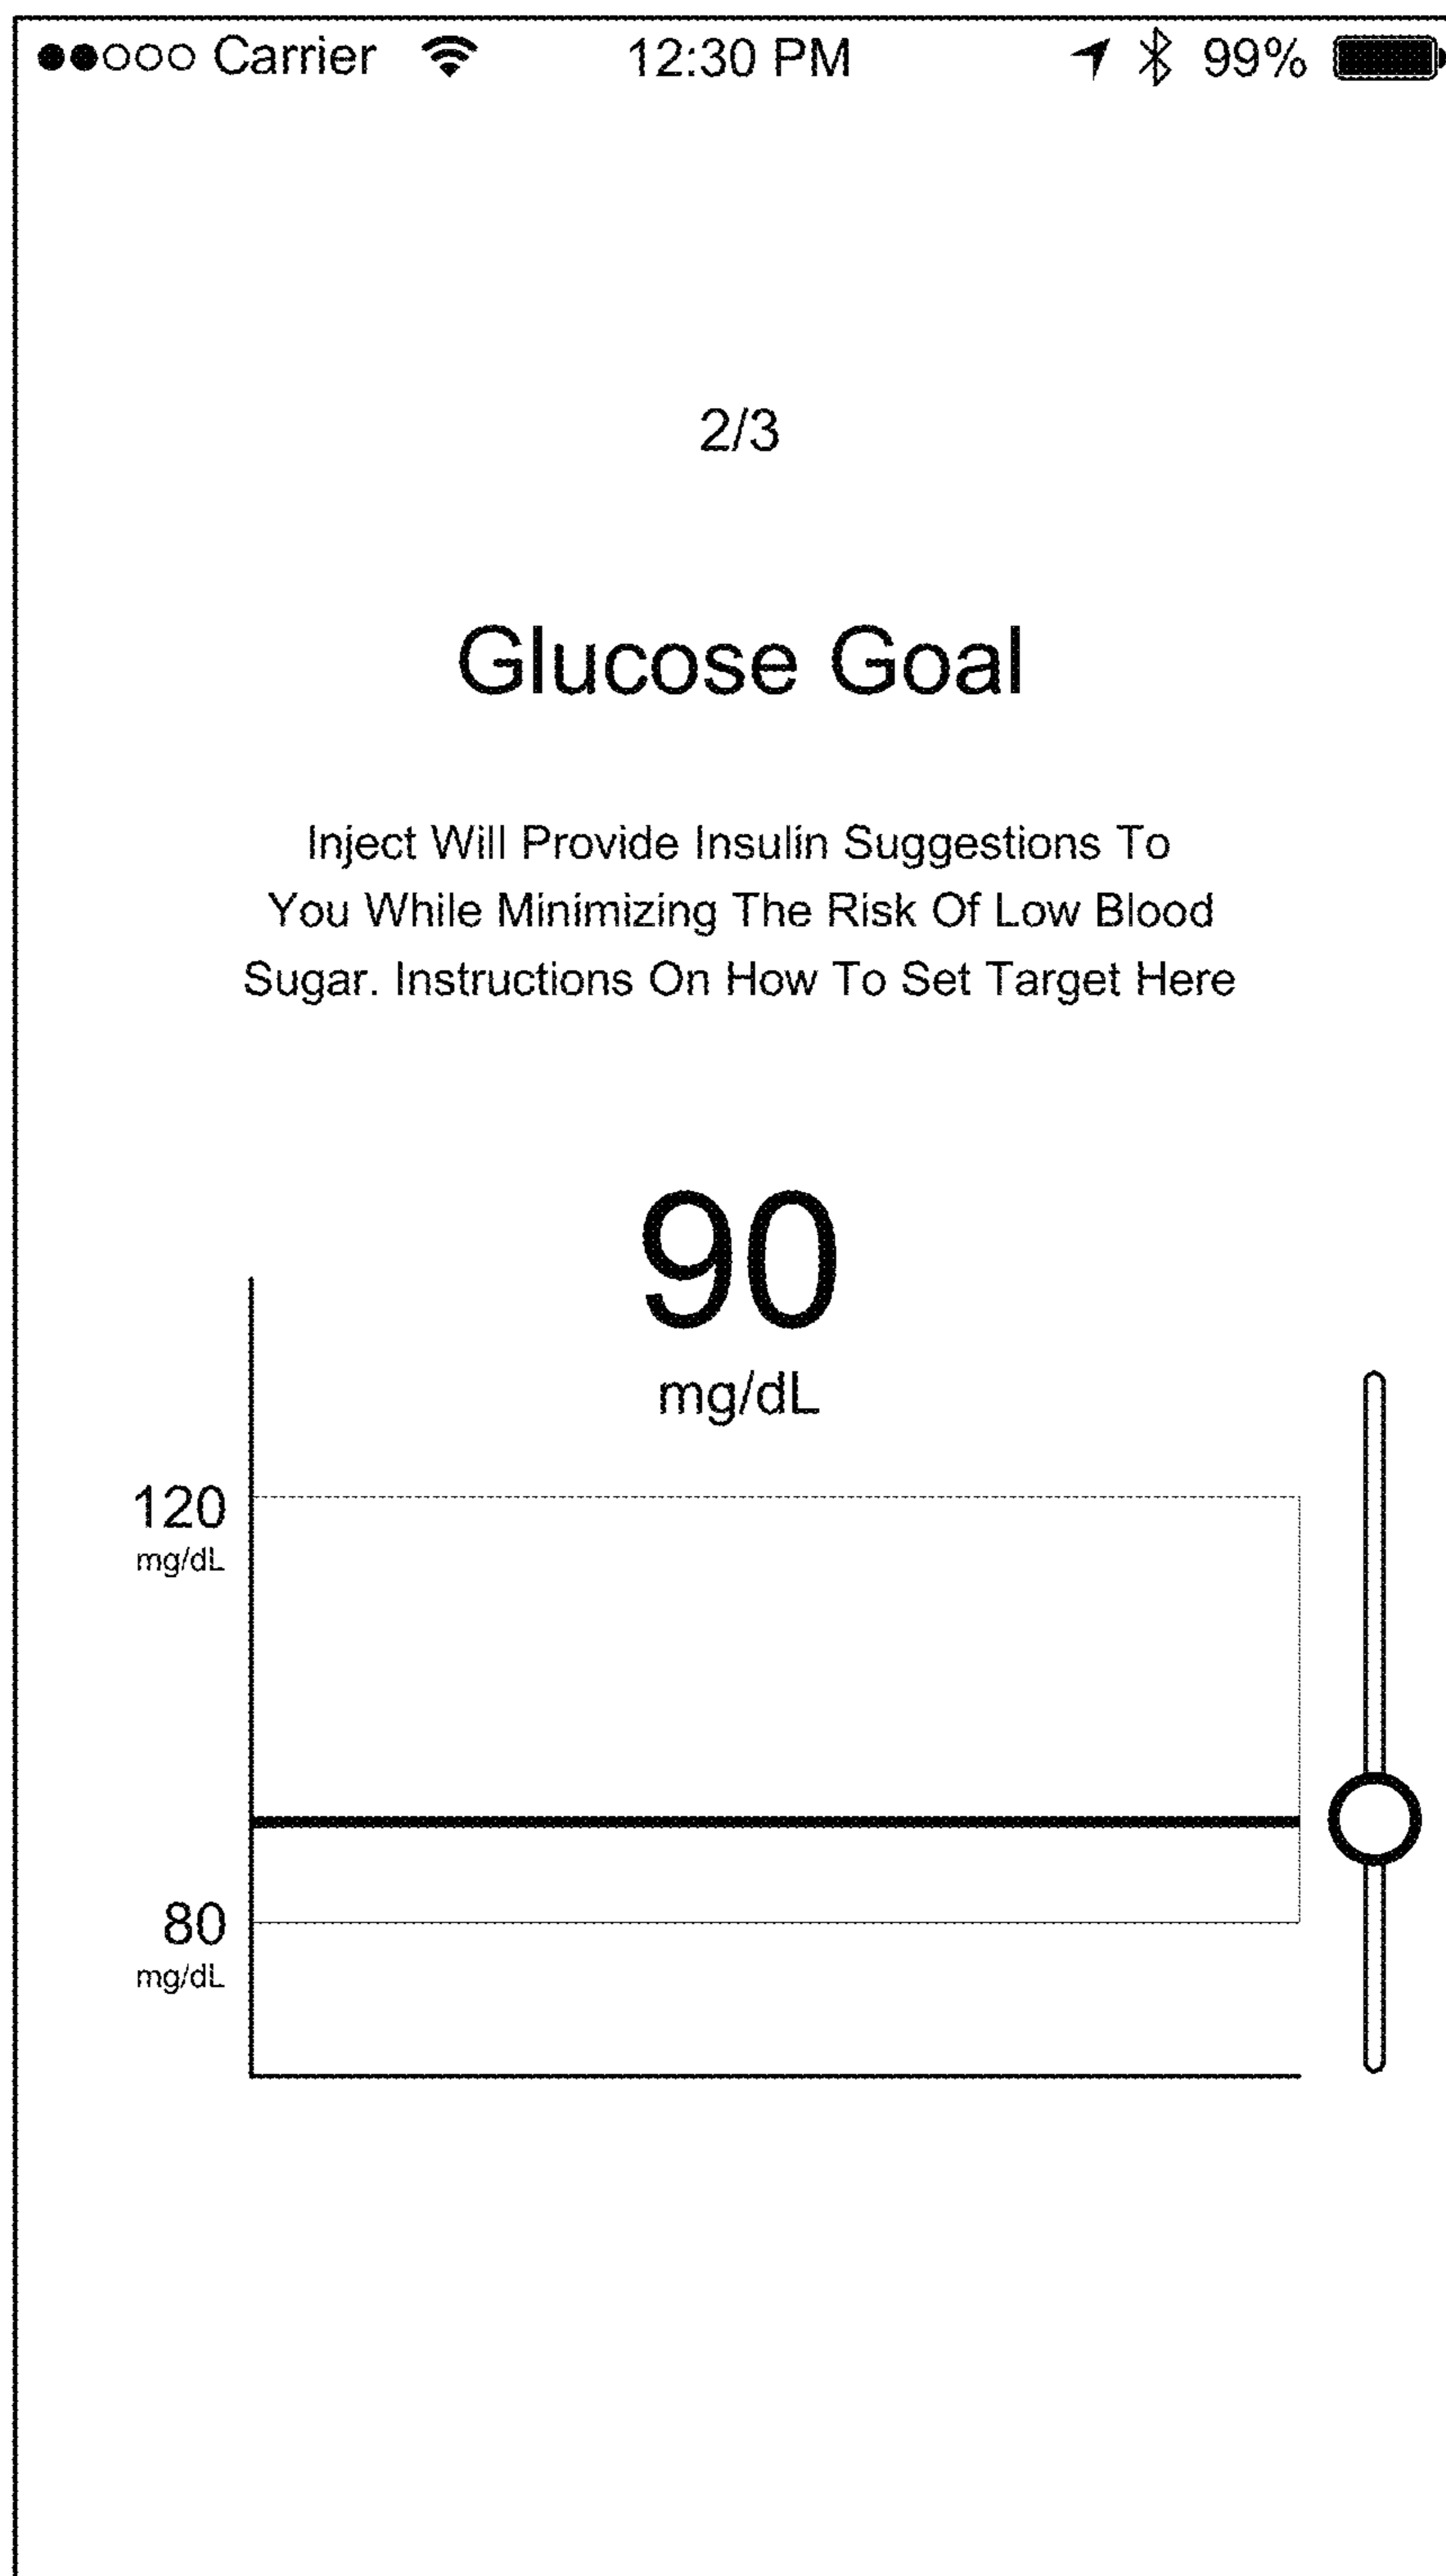 Carrier 12:30 PM 99%
2/3
Glucose Goal
Inject Will Provide Insulin Suggestions To
You While Minimizing The Risk Of Low Blood
Sugar. Instructions On How To Set Target Here
90
mg/dL
120
mg/dL
80
mg/dL